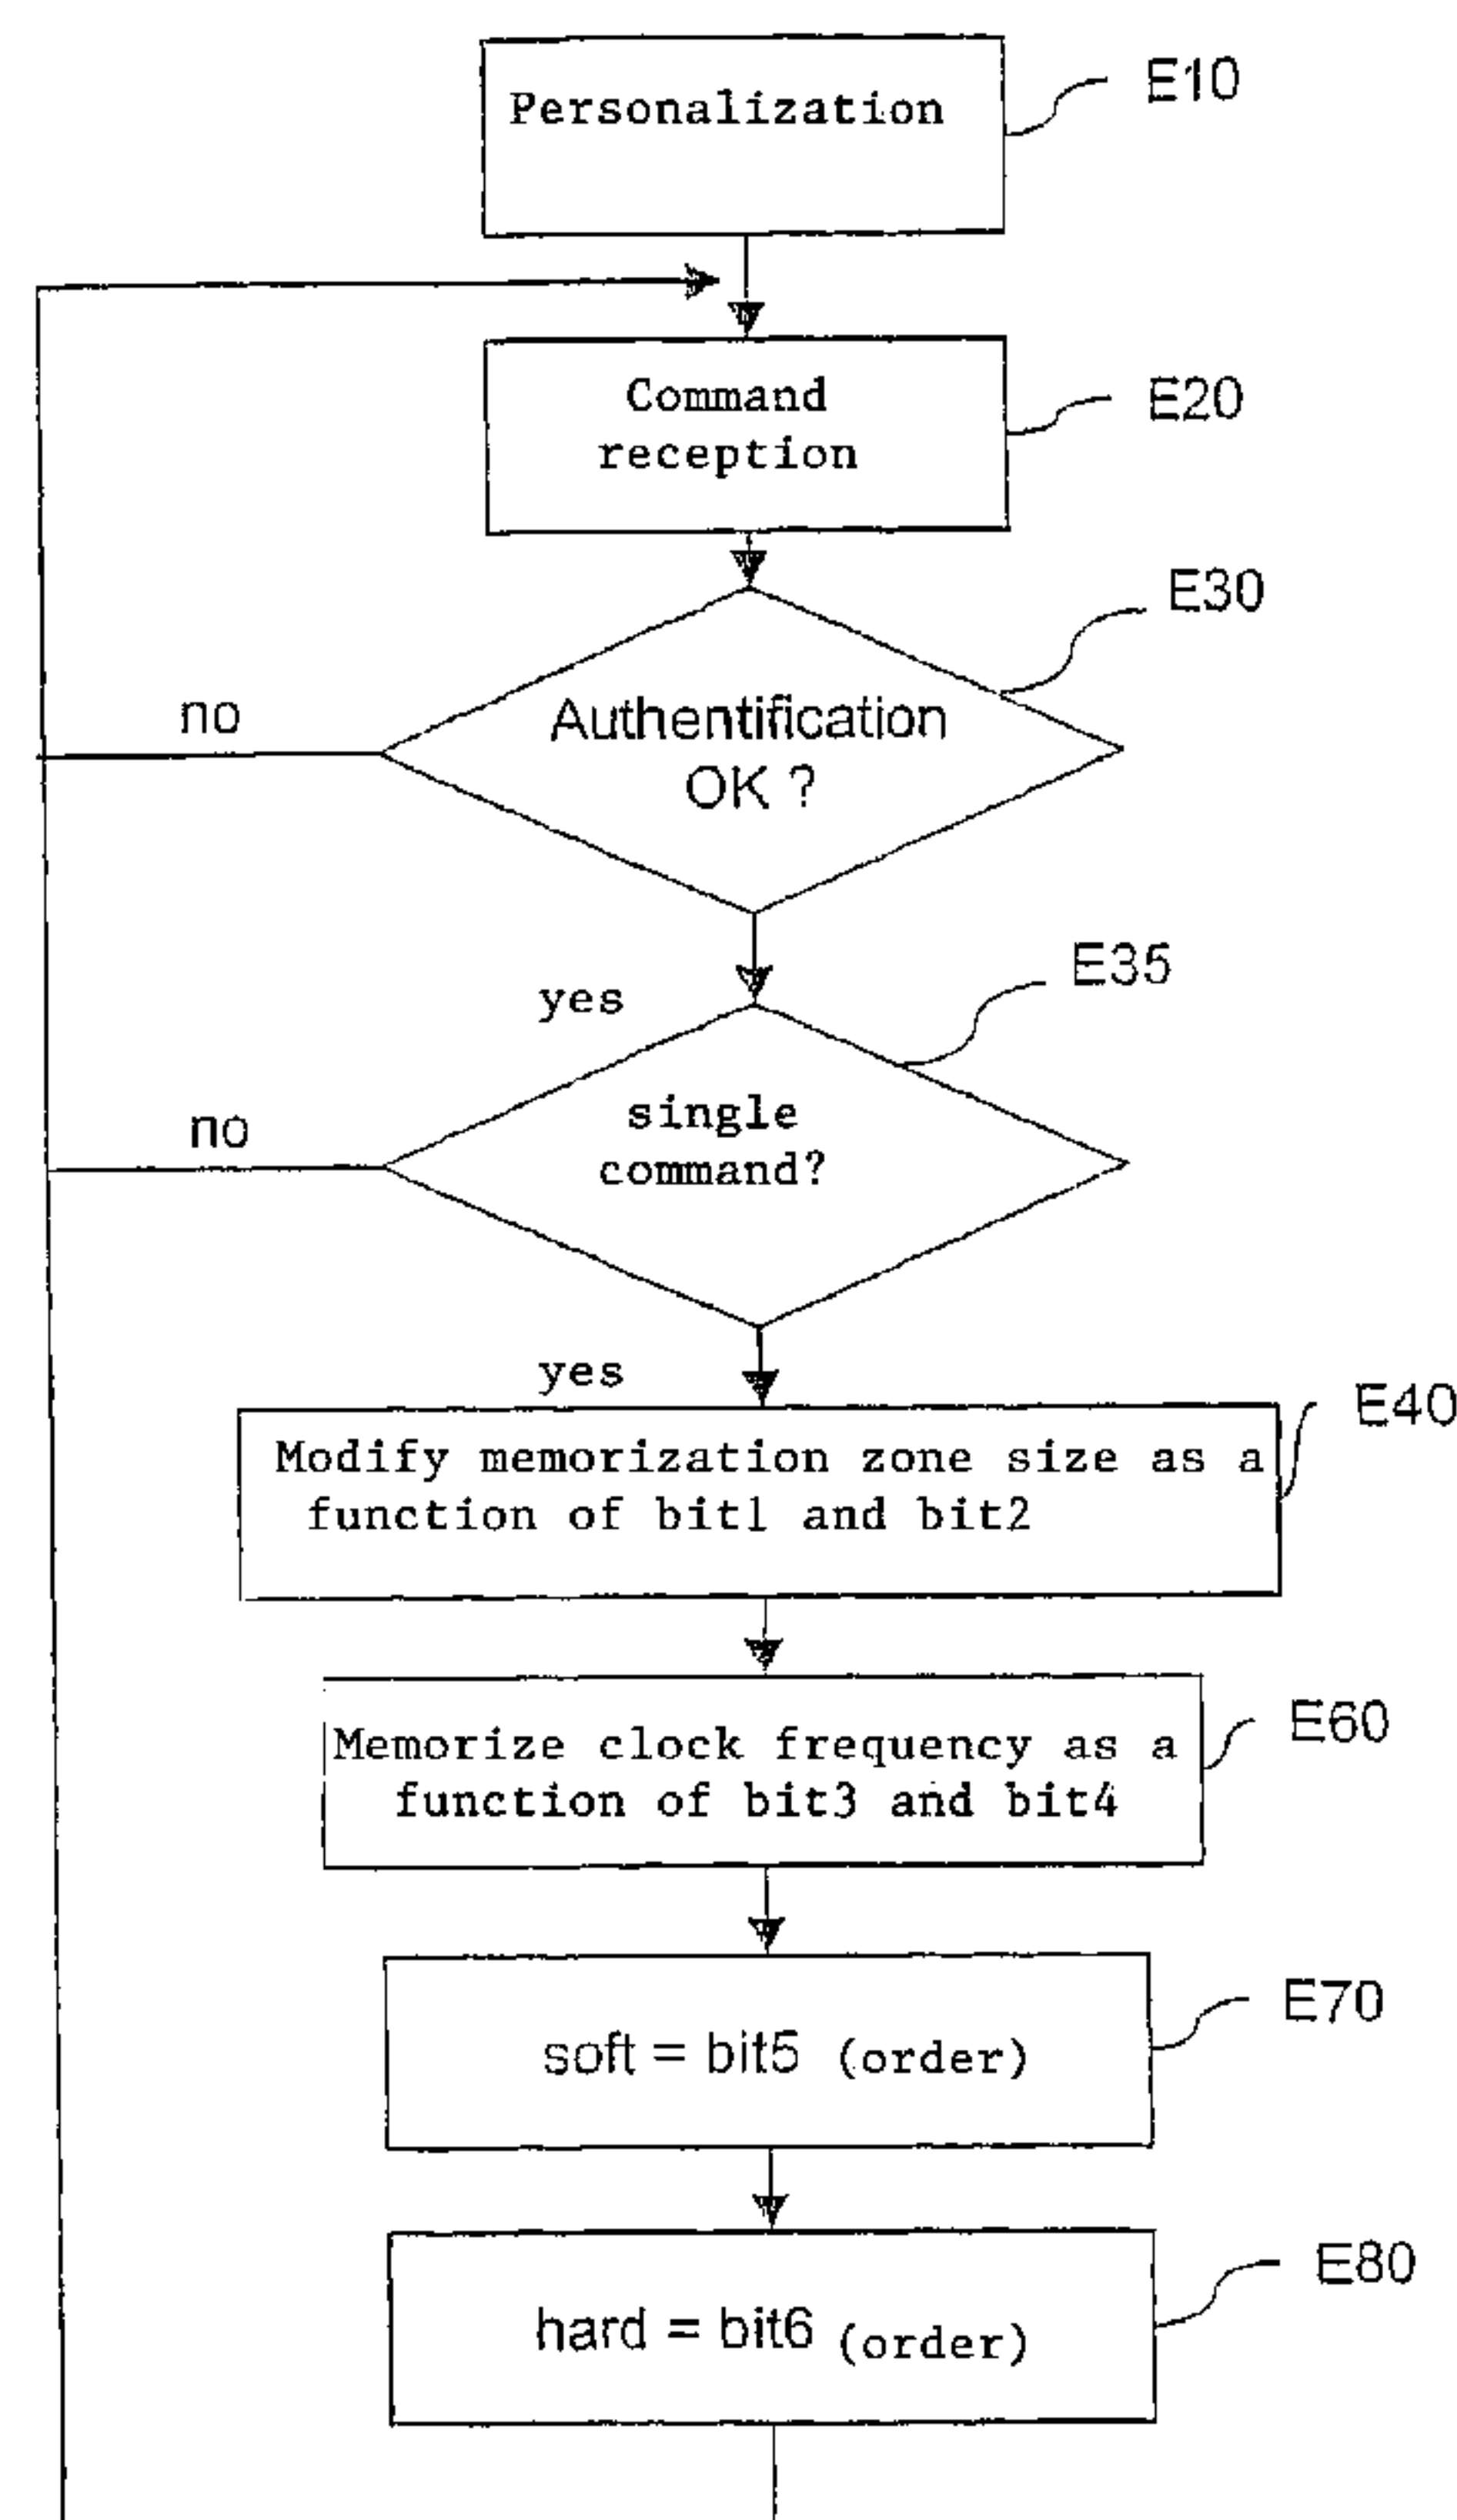 Personalization
E10
Command
reception
E20
E30
no
Authentification
OK ?
E35
yes
single
command?
no
yes
E40
Modify memorization zone size as a
function of bit1 and bit2
E60
Memorize clock frequency as a
function of bit3 and bit4
E70
soft = bit5 (order)
E80
hard = bit6 (order)